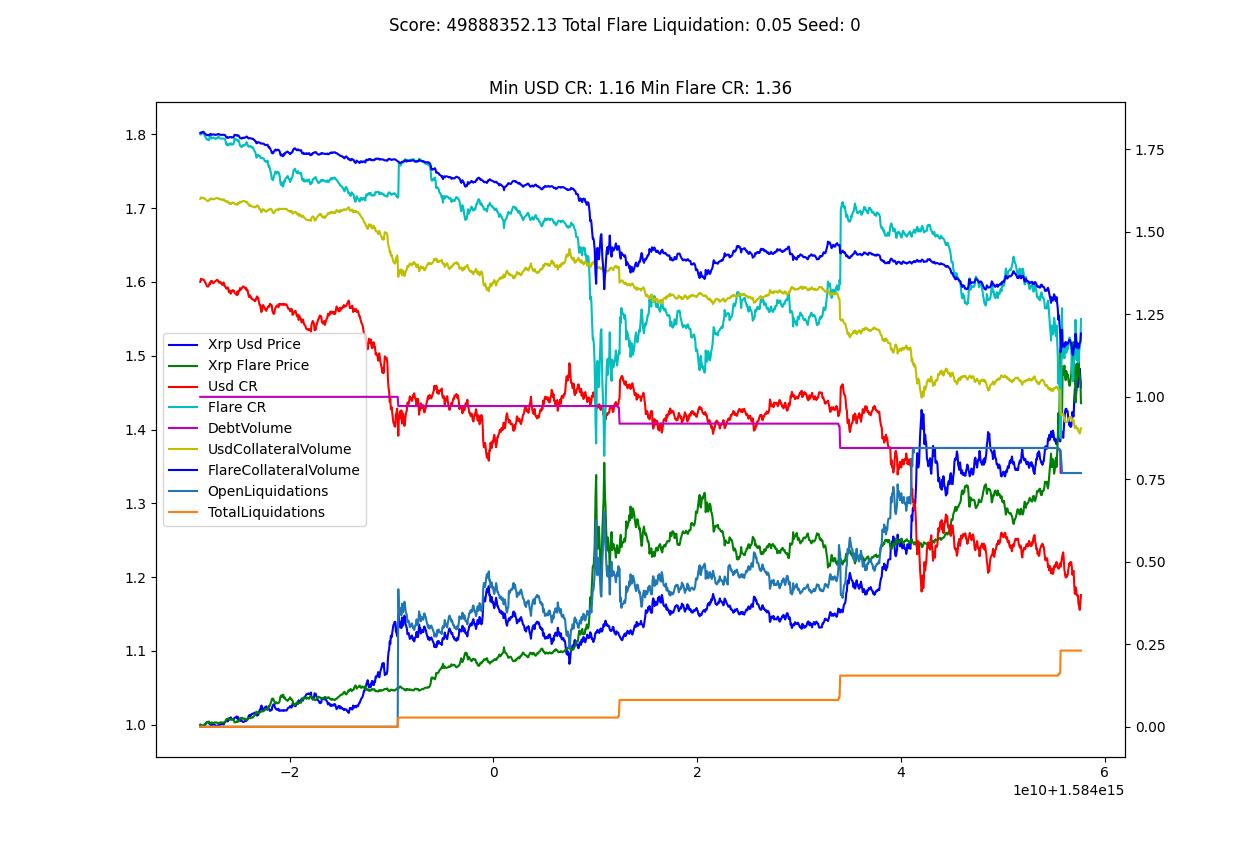 Score: 49888352.13 Total Flare Liquidation: 0.05 Seed: 0
Min USD CR: 1.16 Min Flare CR: 1.36
1.8
1.7
1.6
1.5
1.4
1.3
1.2
1.1
1.0
1.75
1.50
1.25
1.00
0.75
0.50
0.25
0.00
Xrp Usd Price
Xrp Flare Price
Usd CR
Flare CR
DebtVolume
UsdCollateralVolume
FlareCollateralVolume
OpenLiquidations
TotalLiquidations
−2 0 2 4 6
1e10+1.584e15